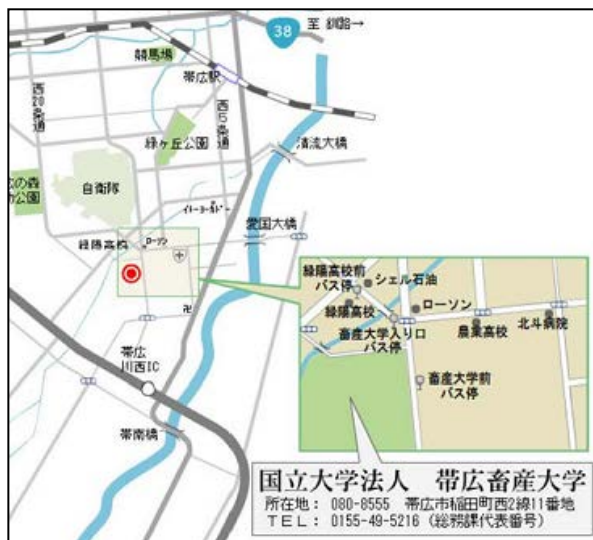 至 釧路→
38
競馬場
帯広駅
西20条通
西5条通
緑ヶ丘公園
清流大橋
の森
公園
自衛隊
イトーヨーカドー
愛国大橋
緑陽高校
ローソン
卍
帯広
川西IC
帯南橋
緑陽高校前
バス停
シェル石油
緑陽高校
ローソン
畜産大学入り口
バス停
農業高校
北斗病院
畜産大学前
バス停
国立大学法人 帯広畜産大学
所在地: 080-8555 帯広市稲田町西2線11番地
TEL: 0155-49-5216 (総務課代表番号)